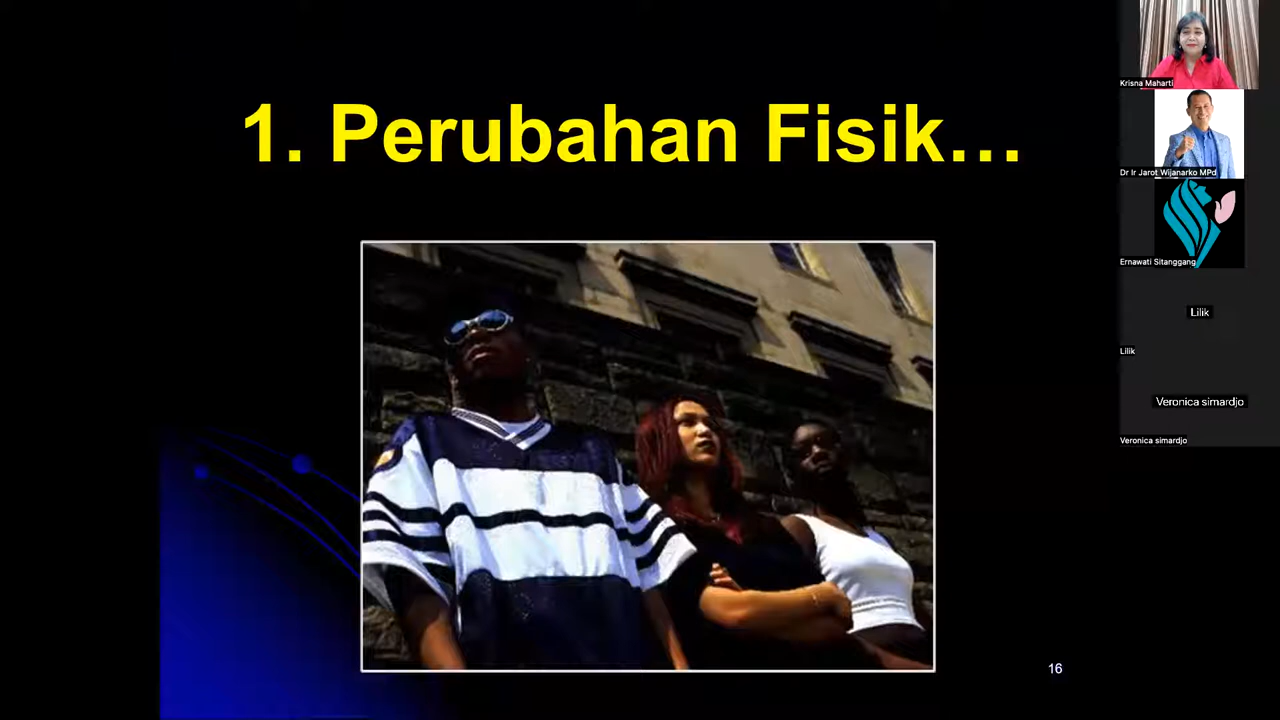 1. Perubahan Fisik…
16
Krisna Maharti
Dr Ir Jarot Wijanarko MPd
Ernawati Sitanggang
Lilik
Lilik
Veronica simardjo
Veronica simardjo